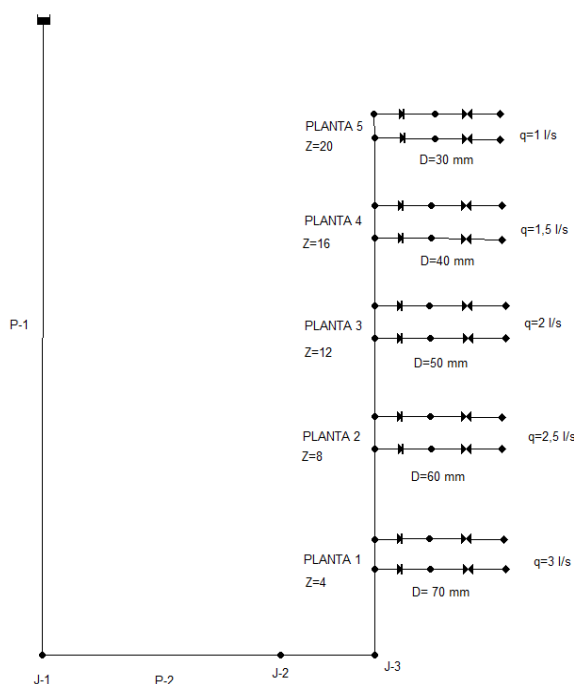 PLANTA 5
Z=20
q=1 l/s
D=30 mm
PLANTA 4
Z=16
q=1,5 l/s
D=40 mm
P-1
PLANTA 3
Z=12
q=2 l/s
D=50 mm
PLANTA 2
Z=8
q=2,5 l/s
D=60 mm
PLANTA 1
Z=4
q=3 l/s
D= 70 mm
J-1
P-2
J-2
J-3